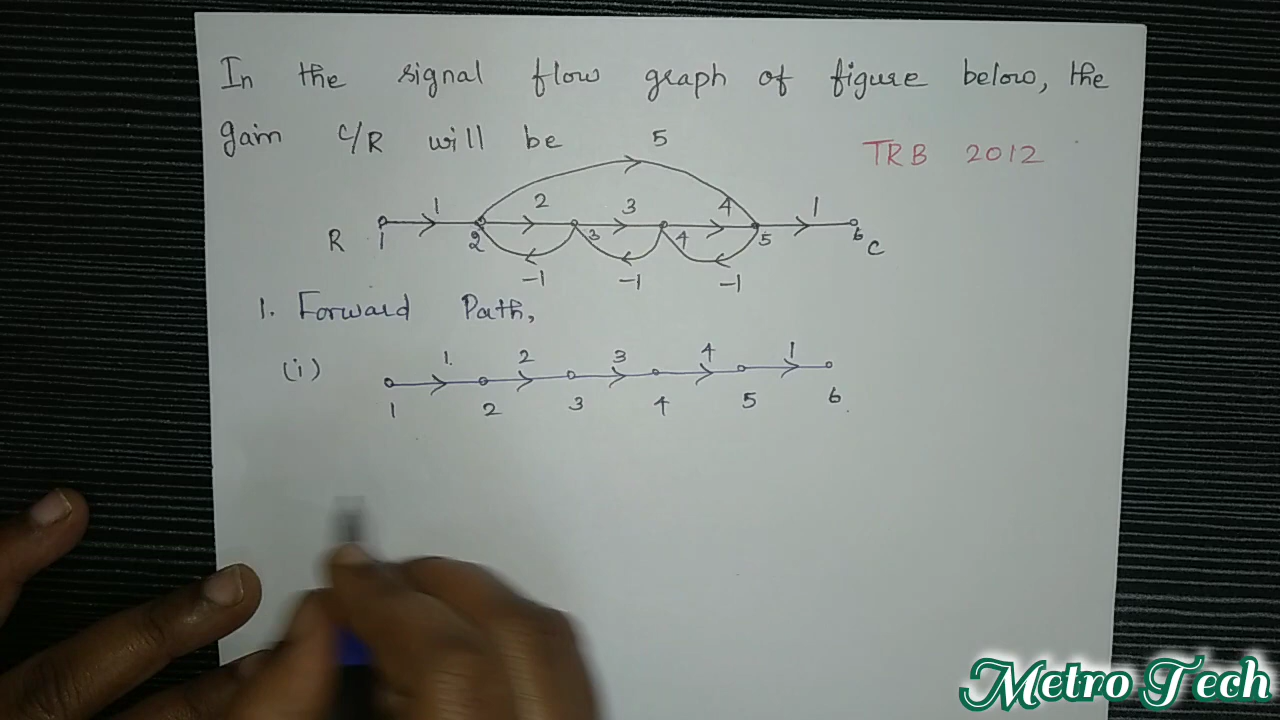 In the signal flow graph of figure below, the
gain C/R will be
TRB 2012
5
1 2 3 4 1
R 1 2 3 4 5 6 C
-1 -1 -1
1. Forward Path,
(i) 1 2 3 4 1
1 2 3 4 5 6
Metro Tech